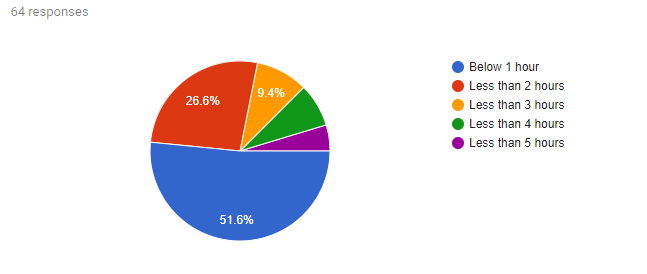 64 responses
Below 1 hour
Less than 2 hours
Less than 3 hours
Less than 4 hours
Less than 5 hours
26.6%
9.4%
51.6%